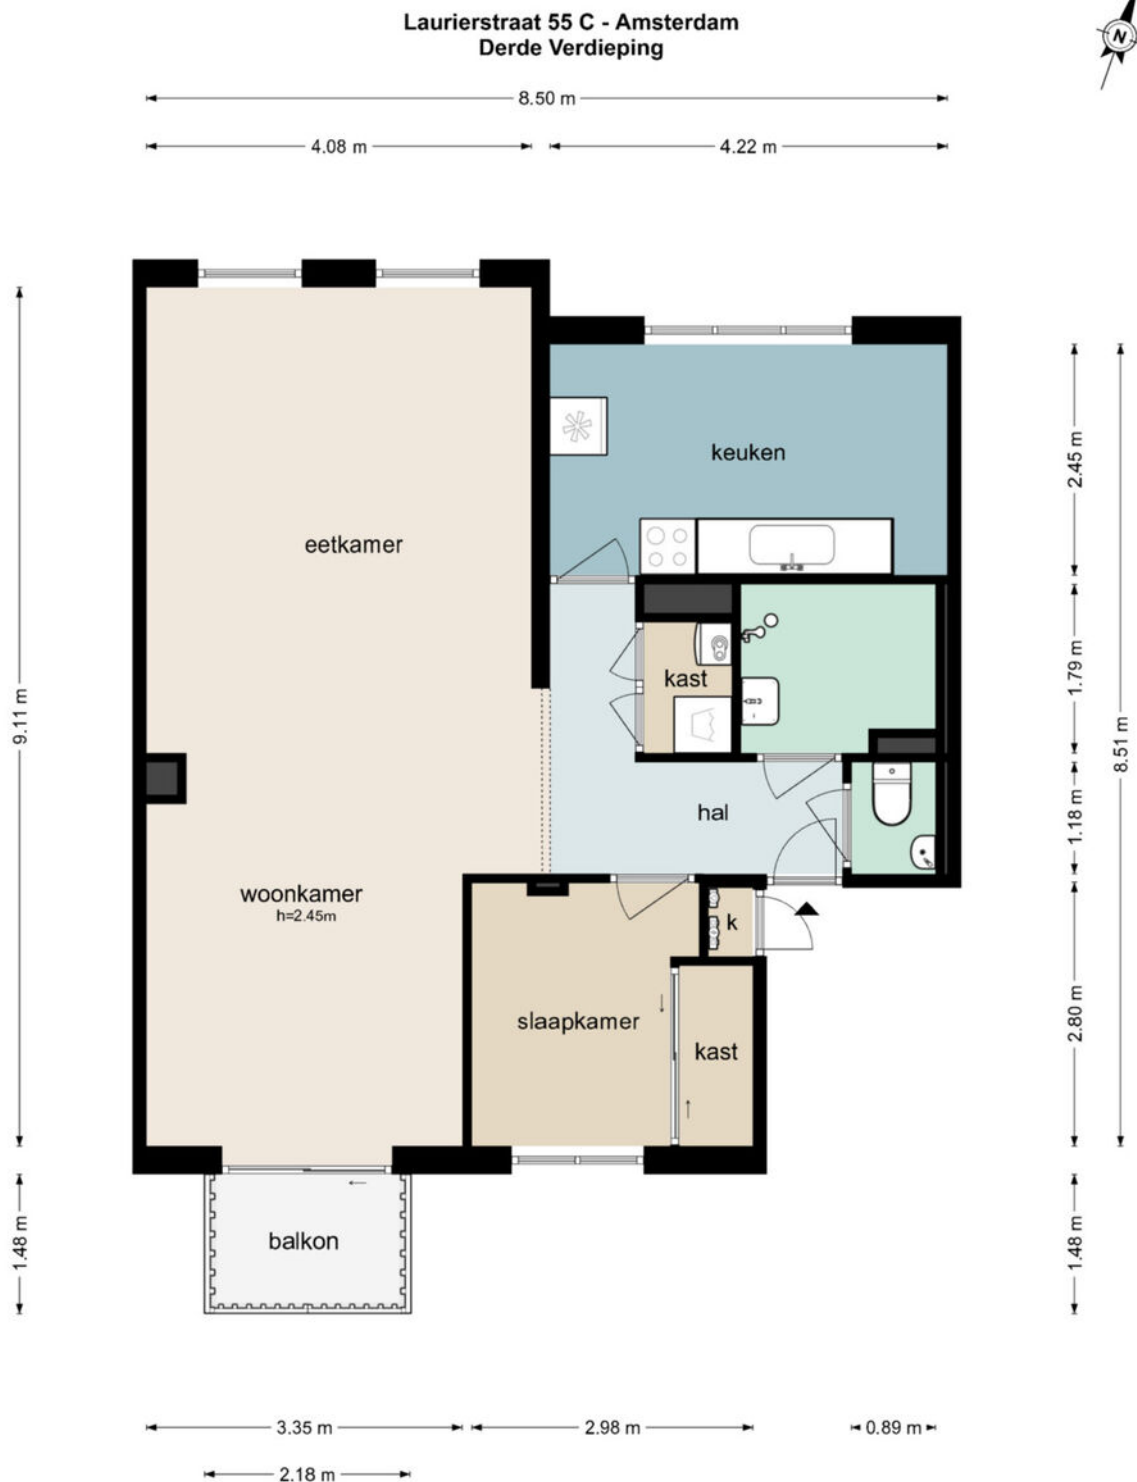 Laurierstraat 55 C - Amsterdam
Derde Verdieping
N
8.50 m
4.08 m
4.22 m
keuken
2.45 m
eetkamer
kast
1.79 m
9.11 m
8.51 m
hal
1.18 m
woonkamer
h=2.45m
k
slaapkamer
kast
2.80 m
balkon
1.48 m
1.48 m
3.35 m
2.98 m
0.89 m
2.18 m